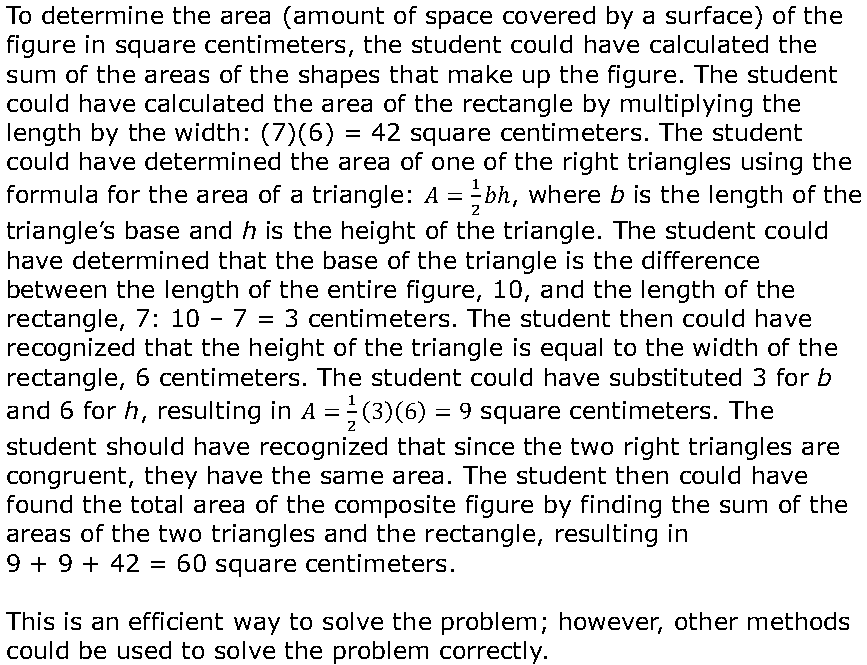 To determine the area (amount of space covered by a surface) of the
figure in square centimeters, the student could have calculated the
sum of the areas of the shapes that make up the figure. The student
could have calculated the area of the rectangle by multiplying the
length by the width: (7)(6) = 42 square centimeters. The student
could have determined the area of one of the right triangles using the
formula for the area of a triangle: A = 1/2 bh, where b is the length of the
triangle's base and h is the height of the triangle. The student could
have determined that the base of the triangle is the difference
between the length of the entire figure, 10, and the length of the
rectangle, 7: 10 – 7 = 3 centimeters. The student then could have
recognized that the height of the triangle is equal to the width of the
rectangle, 6 centimeters. The student could have substituted 3 for b
and 6 for h, resulting in A = 1/2 (3)(6) = 9 square centimeters. The
student should have recognized that since the two right triangles are
congruent, they have the same area. The student then could have
found the total area of the composite figure by finding the sum of the
areas of the two triangles and the rectangle, resulting in
9 + 9 + 42 = 60 square centimeters.
This is an efficient way to solve the problem; however, other methods
could be used to solve the problem correctly.